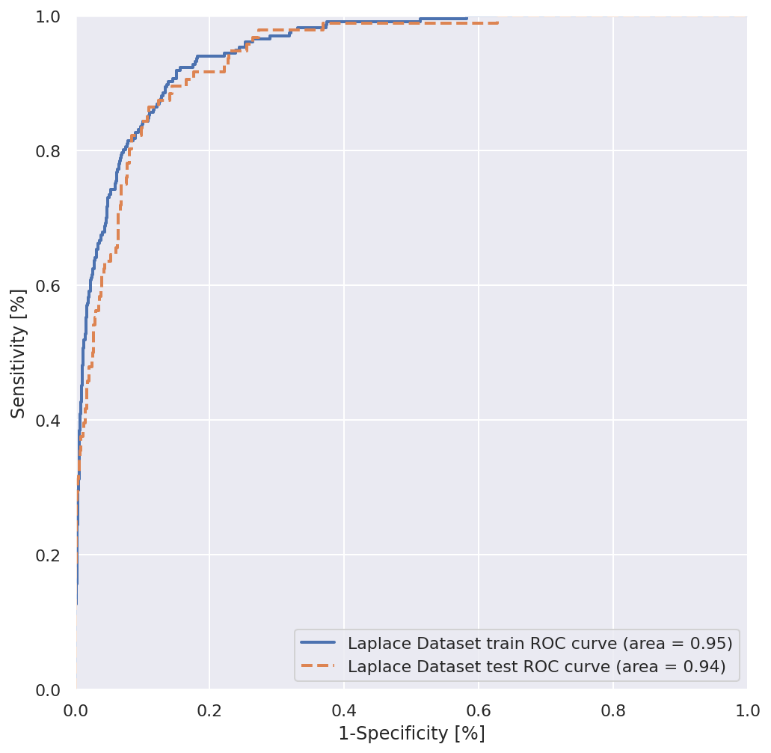 1.0
0.8
0.6
0.4
0.2
0.0
Sensitivity [%]
Laplace Dataset train ROC curve (area = 0.95)
Laplace Dataset test ROC curve (area = 0.94)
0.0 0.2 0.4 0.6 0.8 1.0
1-Specificity [%]